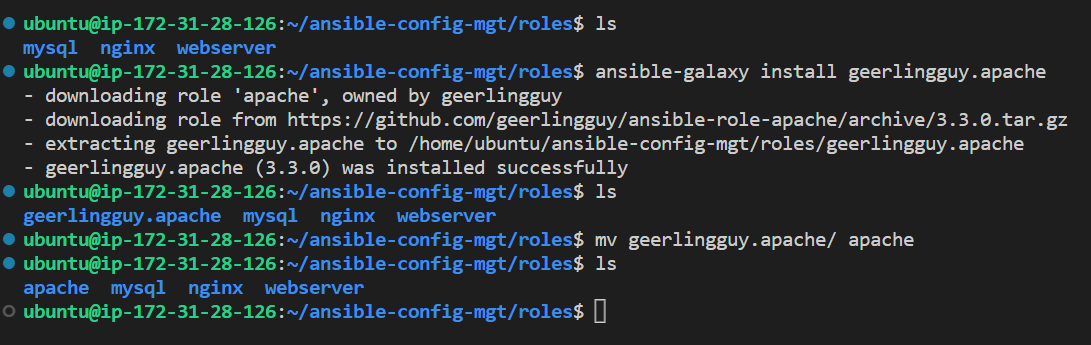 ubuntu@ip-172-31-28-126:~/ansible-config-mgt/roles$ ls
mysql  nginx  webserver
ubuntu@ip-172-31-28-126:~/ansible-config-mgt/roles$ ansible-galaxy install geerlingguy.apache
- downloading role 'apache', owned by geerlingguy
- downloading role from https://github.com/geerlingguy/ansible-role-apache/archive/3.3.0.tar.gz
- extracting geerlingguy.apache to /home/ubuntu/ansible-config-mgt/roles/geerlingguy.apache
- geerlingguy.apache (3.3.0) was installed successfully
ubuntu@ip-172-31-28-126:~/ansible-config-mgt/roles$ ls
geerlingguy.apache  mysql  nginx  webserver
ubuntu@ip-172-31-28-126:~/ansible-config-mgt/roles$ mv geerlingguy.apache/ apache
ubuntu@ip-172-31-28-126:~/ansible-config-mgt/roles$ ls
apache  mysql  nginx  webserver
ubuntu@ip-172-31-28-126:~/ansible-config-mgt/roles$